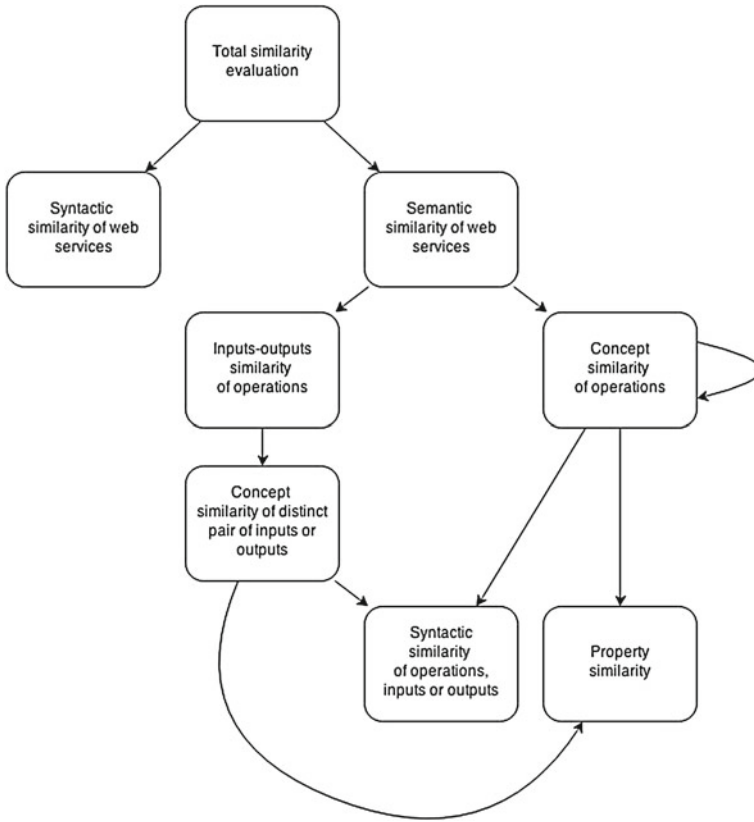 Total similarity
evaluation
Syntactic
similarity of web
services
Semantic
similarity of web
services
Inputs-outputs
similarity
of operations
Concept
similarity
of operations
Concept
similarity of distinct
pair of inputs or
outputs
Syntactic
similarity
of operations,
inputs or outputs
Property
similarity